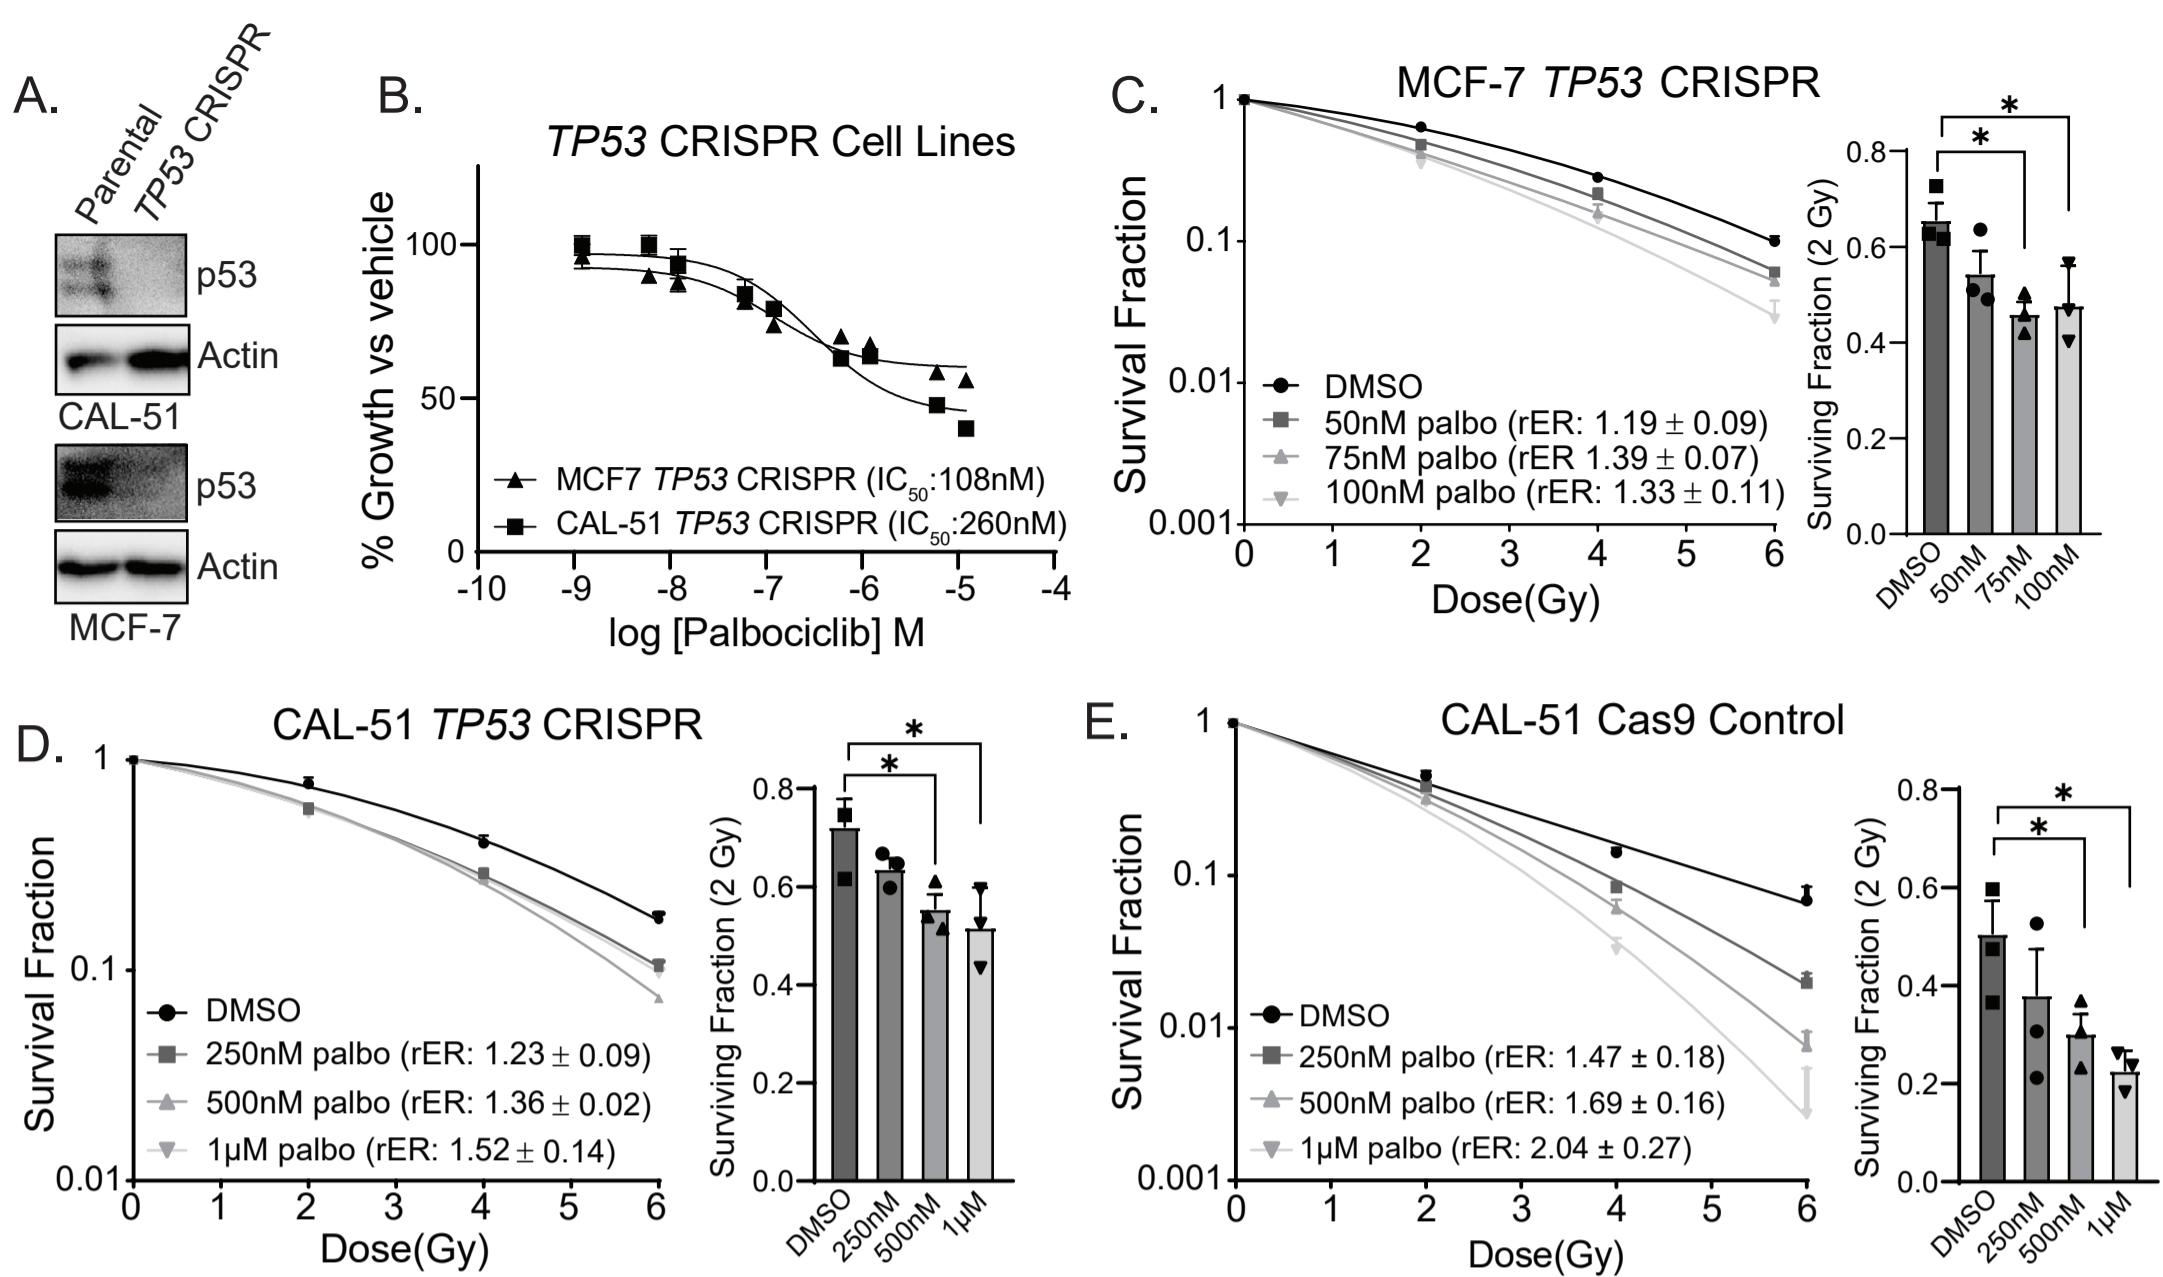 A.
Parental
TP53 CRISPR
p53
Actin
CAL-51
p53
Actin
MCF-7
B.
TP53 CRISPR Cell Lines
% Growth vs vehicle
100
50
0
MCF7 TP53 CRISPR (IC50:108nM)
CAL-51 TP53 CRISPR (IC50:260nM)
-10 -9 -8 -7 -6 -5 -4
log [Palbociclib] M
C.
MCF-7 TP53 CRISPR
Survival Fraction
1
0.1
0.01
0.001
DMSO
50nM palbo (rER: 1.19 ± 0.09)
75nM palbo (rER 1.39 ± 0.07)
100nM palbo (rER: 1.33 ± 0.11)
0 1 2 3 4 5 6
Dose(Gy)
Surviving Fraction (2 Gy)
* 
*
0.8
0.6
0.4
0.2
0.0
DMSO
50nM
75nM
100nM
D.
CAL-51 TP53 CRISPR
Survival Fraction
1
0.1
0.01
DMSO
250nM palbo (rER: 1.23 ± 0.09)
500nM palbo (rER: 1.36 ± 0.02)
1µM palbo (rER: 1.52 ± 0.14)
0 1 2 3 4 5 6
Dose(Gy)
Surviving Fraction (2 Gy)
*
*
0.8
0.6
0.4
0.2
0.0
DMSO
250nM
500nM
1µM
E.
CAL-51 Cas9 Control
Survival Fraction
1
0.1
0.01
0.001
DMSO
250nM palbo (rER: 1.47 ± 0.18)
500nM palbo (rER: 1.69 ± 0.16)
1µM palbo (rER: 2.04 ± 0.27)
0 1 2 3 4 5 6
Dose(Gy)
Surviving Fraction (2 Gy)
*
*
0.8
0.6
0.4
0.2
0.0
DMSO
250nM
500nM
1µM